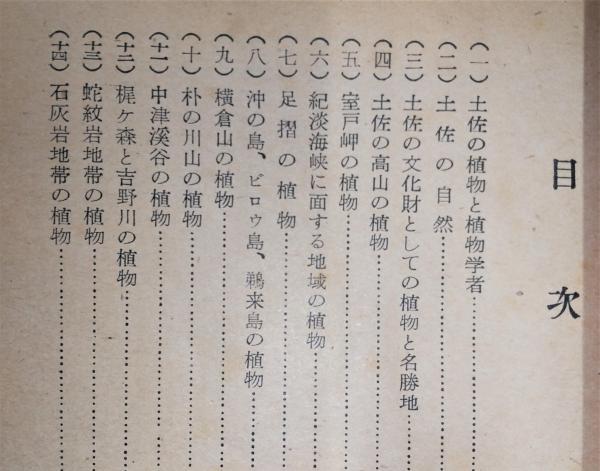 目次
(一) 土佐の植物と植物学者…………
(二) 土佐の自然…………
(三) 土佐の文化財としての植物と名勝地…………
(四) 土佐の高山の植物…………
(五) 室戸岬の植物…………
(六) 紀淡海峡に面する地域の植物…………
(七) 足摺の植物…………
(八) 沖の島、ビロウ島、鵜来島の植物…………
(九) 横倉山の植物…………
(十) 朴の川山の植物…………
(十一) 中津溪谷の植物…………
(十二) 梶ケ森と吉野川の植物…………
(十三) 蛇紋岩地帯の植物…………
(十四) 石灰岩地帯の植物…………